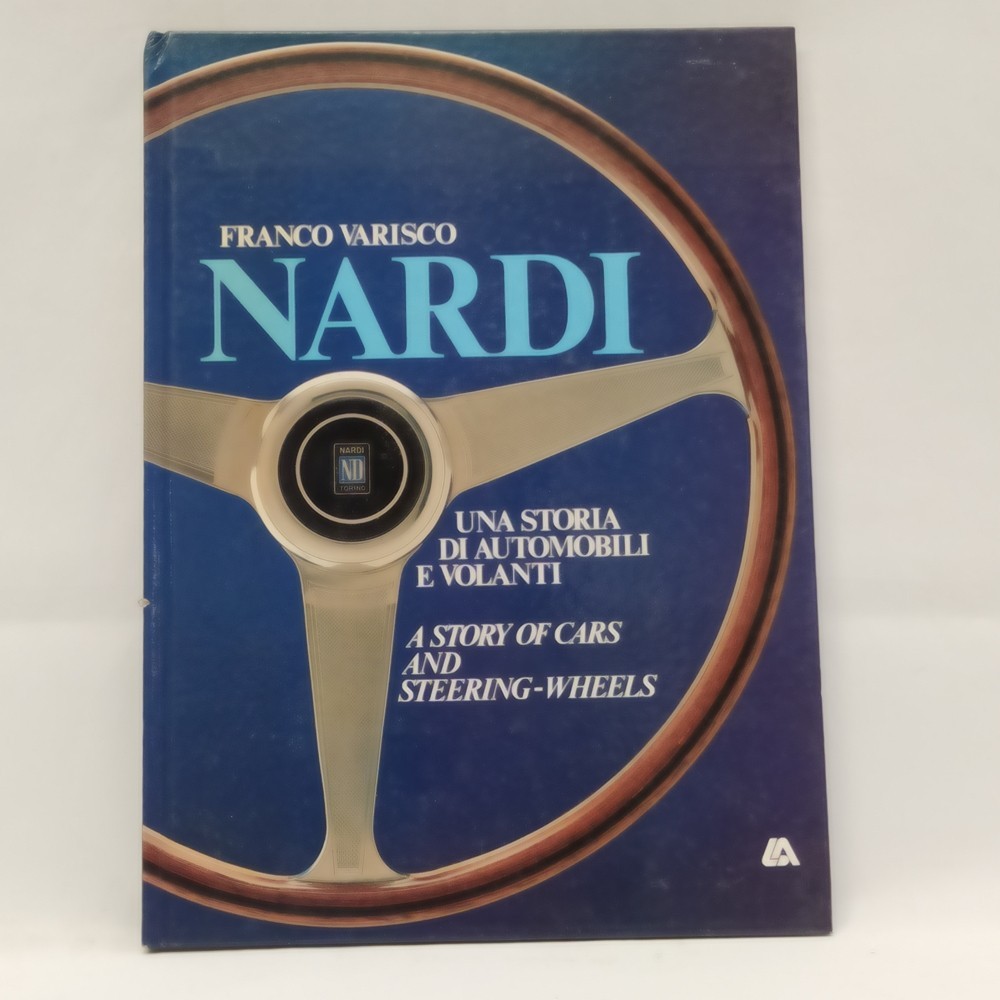 FRANCO VARISCO
NARDI
NARDI
ND
TORINO
UNA STORIA
DI AUTOMOBILI
E VOLANTI
A STORY OF CARS
AND
STEERING-WHEELS
LA